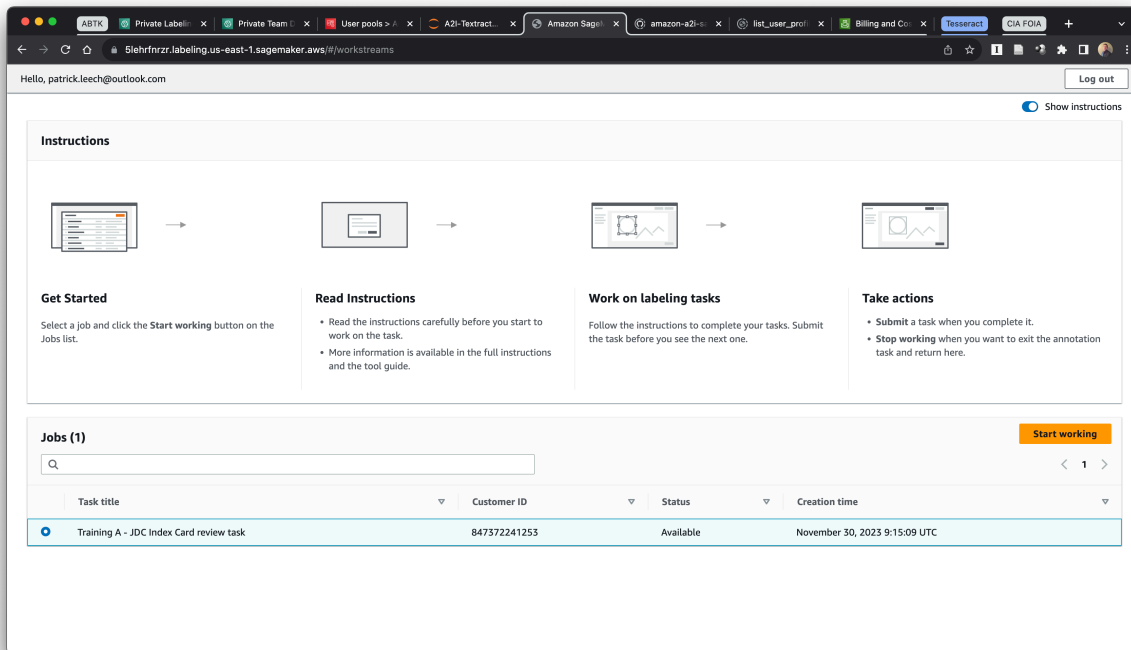 ABTK Private Labelin Private Team D User pools > A A2I-Textract... Amazon SageM amazon-a2i-sa list_user_profi Billing and Cos Tesseract CIA FOIA
5lehrfnrzr.labeling.us-east-1.sagemaker.aws/#/workstreams
Hello, patrick.leech@outlook.com
Log out
Show instructions
Instructions
Get Started
Select a job and click the Start working button on the
Jobs list.
Read Instructions
• Read the instructions carefully before you start to
work on the task.
• More information is available in the full instructions
and the tool guide.
Work on labeling tasks
Follow the instructions to complete your tasks. Submit
the task before you see the next one.
Take actions
• Submit a task when you complete it.
• Stop working when you want to exit the annotation
task and return here.
Jobs (1)
Start working
1
Task title Customer ID Status Creation time
Training A - JDC Index Card review task 847372241253 Available November 30, 2023 9:15:09 UTC